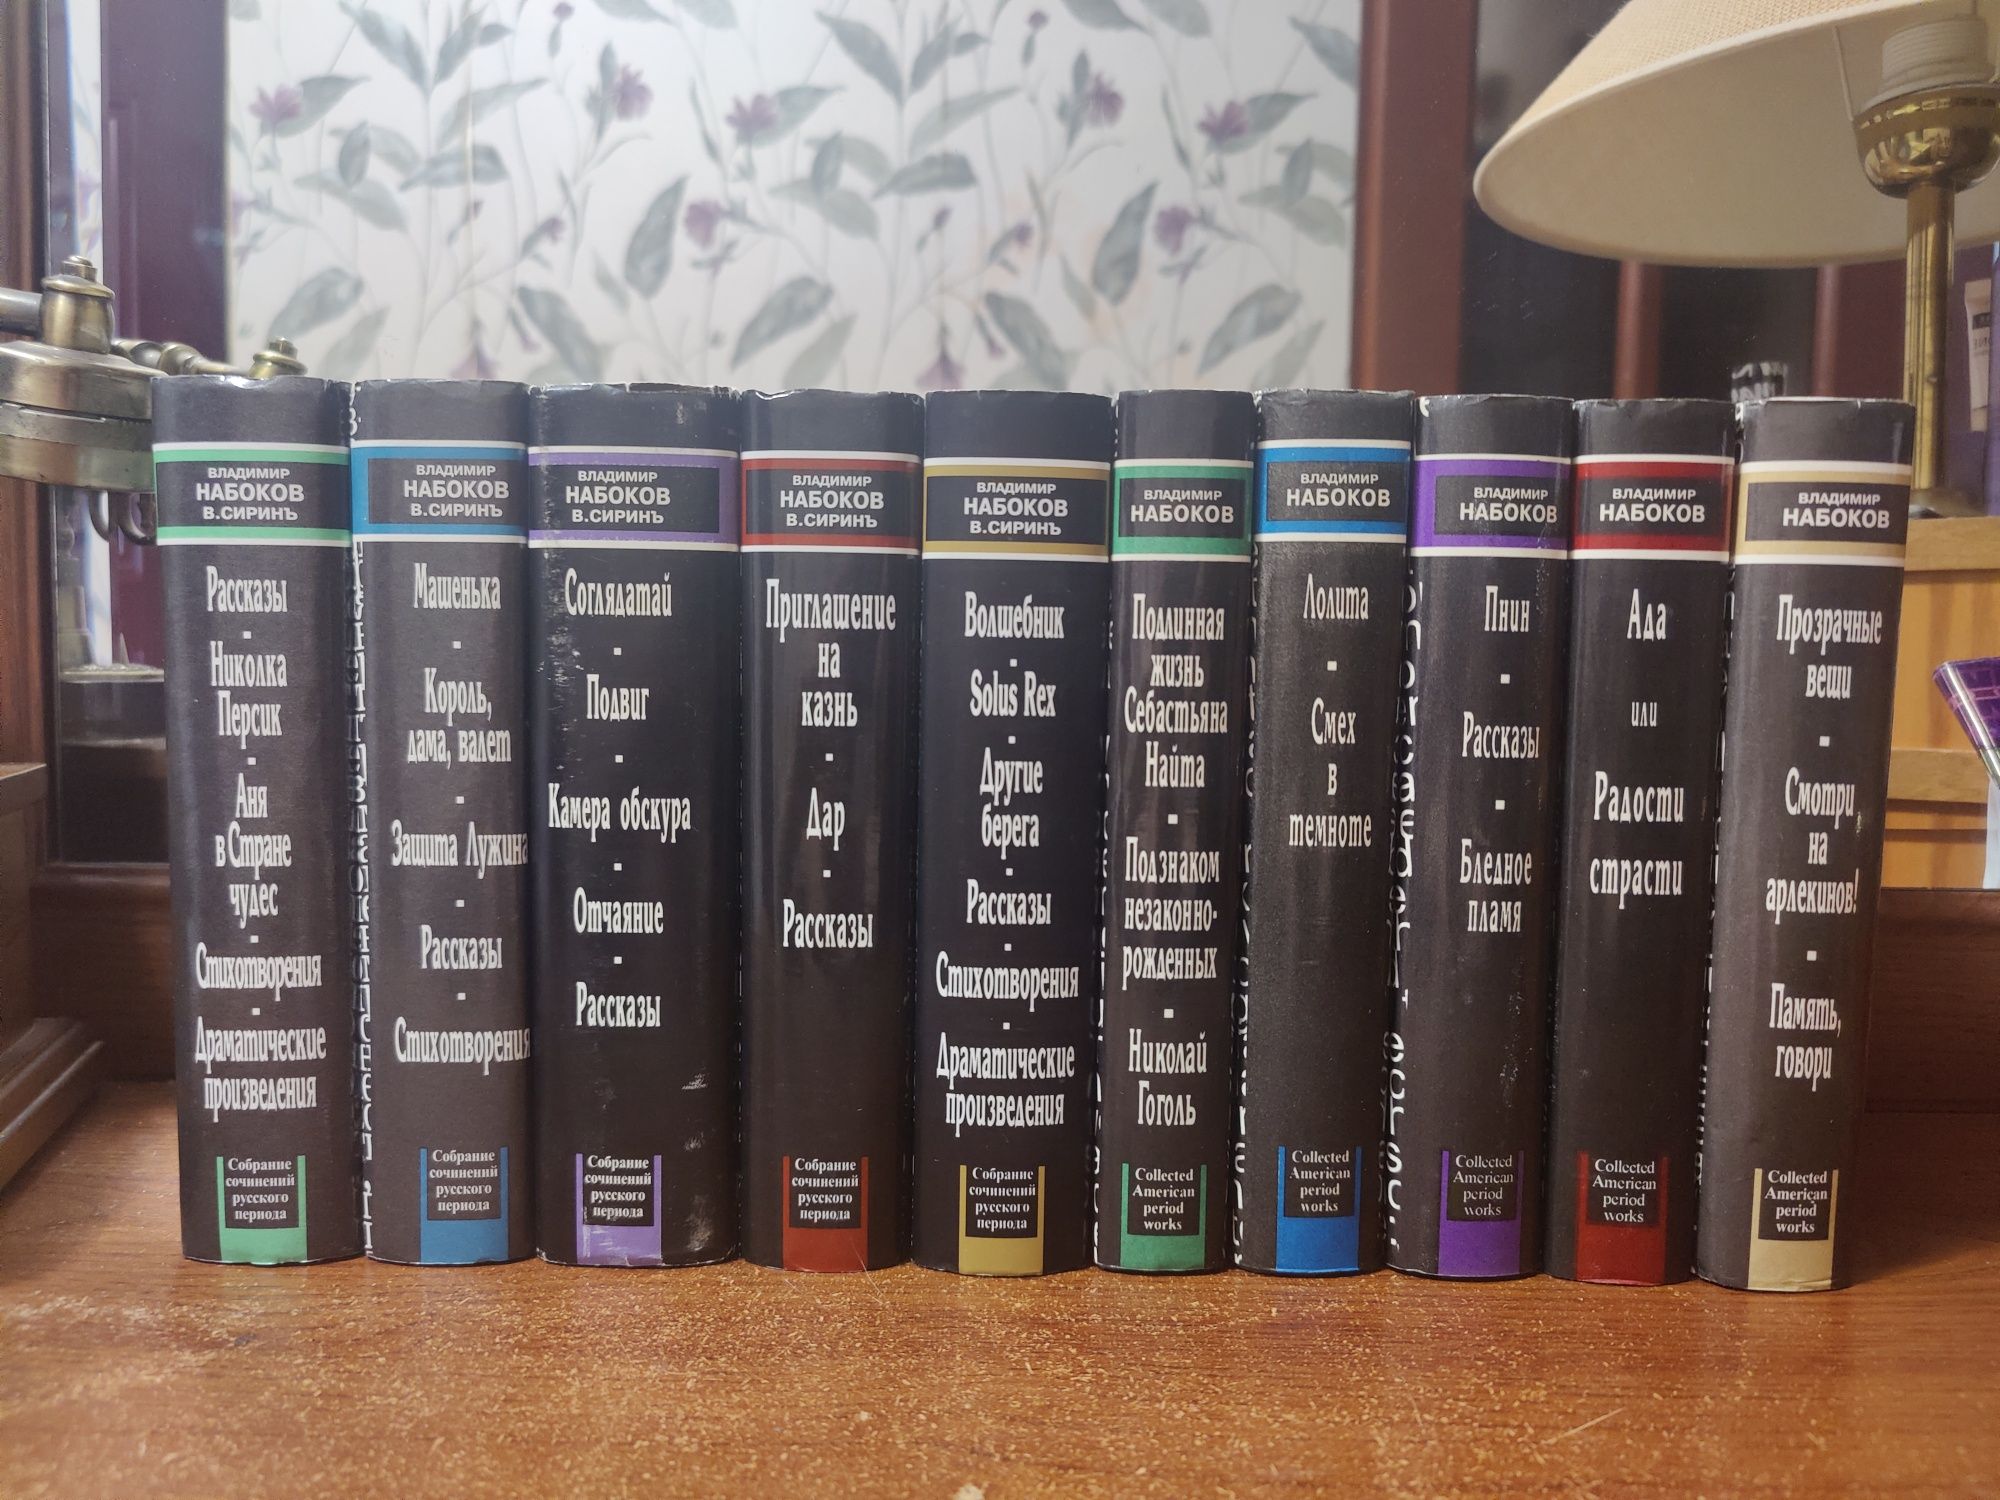 ВЛАДИМИР
НАБОКОВ
В.СИРИНЪ
Рассказы
-
Николка
Персик
-
Аня
в Стране
чудес
-
Стихотворения
-
Драматические
произведения
Собрание
сочинений
русского
периода
ВЛАДИМИР
НАБОКОВ
В.СИРИНЪ
Машенька
-
Король,
дама, валет
-
Защита Лужина
-
Рассказы
-
Стихотворения
Собрание
сочинений
русского
периода
ВЛАДИМИР
НАБОКОВ
В.СИРИНЪ
Соглядатай
-
Подвиг
-
Камера обскура
-
Отчаяние
-
Рассказы
Собрание
сочинений
русского
периода
ВЛАДИМИР
НАБОКОВ
В.СИРИНЪ
Приглашение
на
казнь
-
Дар
-
Рассказы
Собрание
сочинений
русского
периода
ВЛАДИМИР
НАБОКОВ
В.СИРИНЪ
Волшебник
-
Solus Rex
-
Другие
берега
-
Рассказы
-
Стихотворения
-
Драматические
произведения
Собрание
сочинений
русского
периода
ВЛАДИМИР
НАБОКОВ
Подлинная
жизнь
Себастьяна
Найта
-
Под знаком
незаконно-
рожденных
-
Николай
Гоголь
Collected
American
period
works
ВЛАДИМИР
НАБОКОВ
Лолита
-
Смех
в
темноте
Collected
American
period
works
ВЛАДИМИР
НАБОКОВ
Пнин
-
Рассказы
-
Бледное
пламя
Collected
American
period
works
ВЛАДИМИР
НАБОКОВ
Ада
или
Радости
страсти
Collected
American
period
works
ВЛАДИМИР
НАБОКОВ
Прозрачные
вещи
-
Смотри
на
арлекинов!
-
Память,
говори
Collected
American
period
works